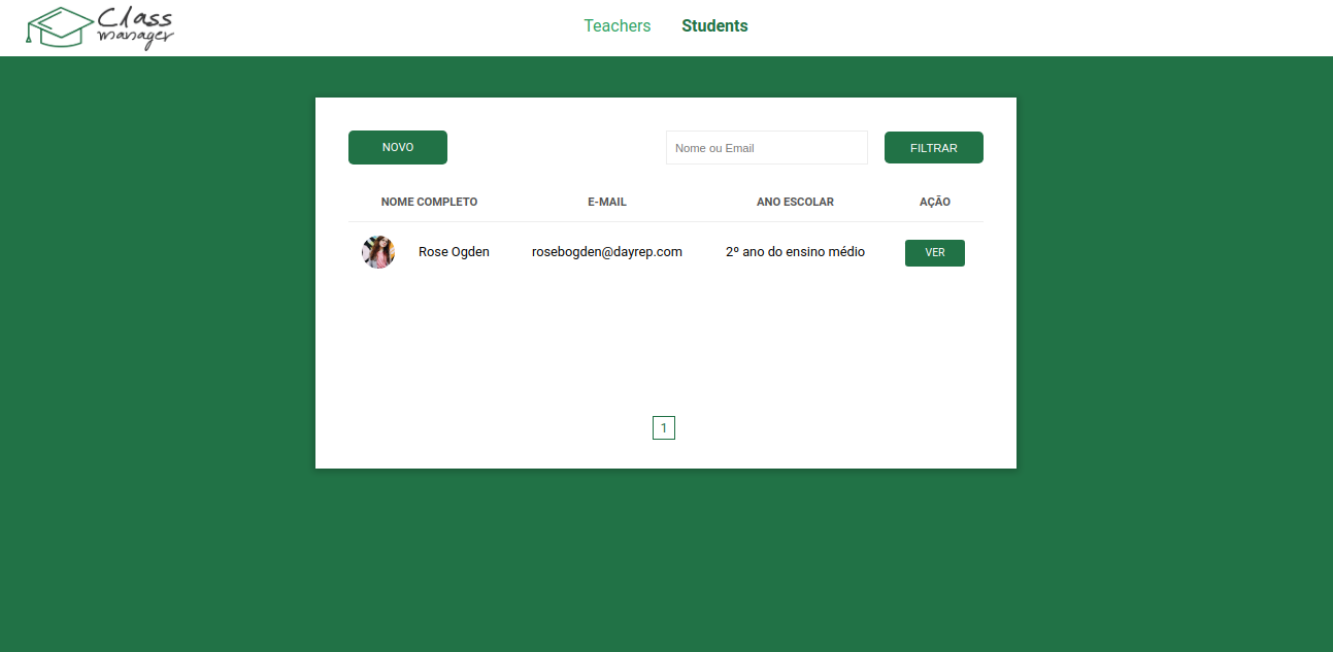 Class
manager
Teachers Students
NOVO Nome ou Email FILTRAR
NOME COMPLETO E-MAIL ANO ESCOLAR AÇÃO
Rose Ogden rosebogden@dayrep.com 2º ano do ensino médio VER
1